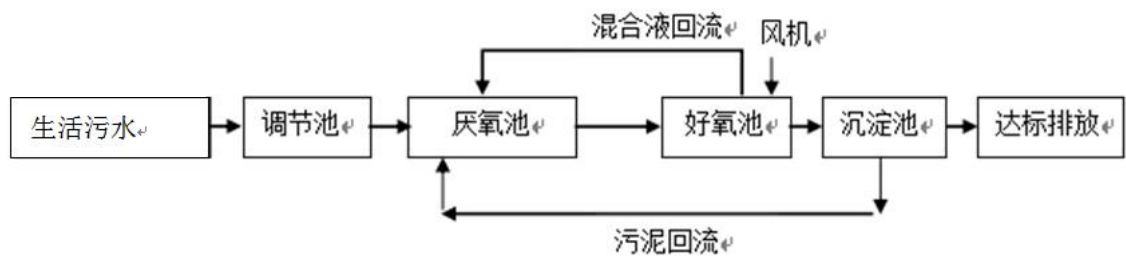 混合液回流
风机
生活污水
调节池
厌氧池
好氧池
沉淀池
达标排放
污泥回流